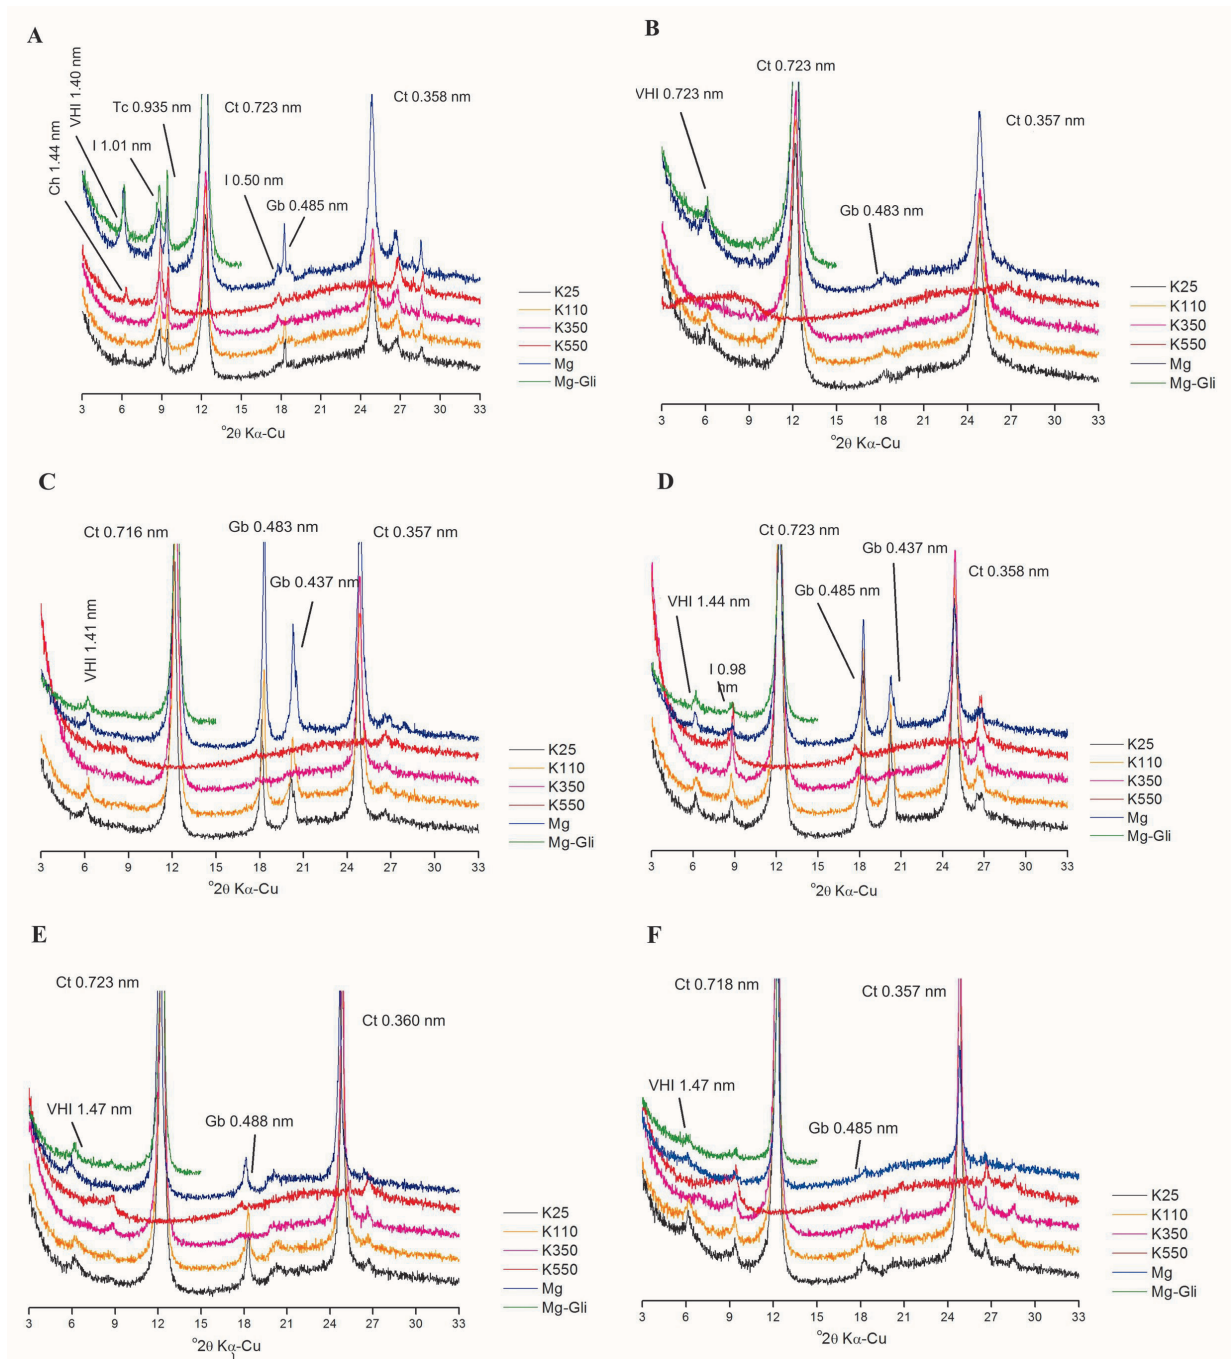 A
VHI 1.40 nm
Ch 1.44 nm
I 1.01 nm
Tc 0.935 nm
Ct 0.723 nm
I 0.50 nm
Gb 0.485 nm
Ct 0.358 nm
K25
K110
K350
K550
Mg
Mg-Gli
3 6 9 12 15 18 21 24 27 30 33
°2θ Kα-Cu
B
Ct 0.723 nm
VHI 0.723 nm
Ct 0.357 nm
Gb 0.483 nm
K25
K110
K350
K550
Mg
Mg-Gli
3 6 9 12 15 18 21 24 27 30 33
°2θ Kα-Cu
C
Ct 0.716 nm
Gb 0.483 nm
Ct 0.357 nm
Gb 0.437 nm
VHI 1.41 nm
K25
K110
K350
K550
Mg
Mg-Gli
3 6 9 12 15 18 21 24 27 30 33
°2θ Kα-Cu
D
Ct 0.723 nm
Gb 0.437 nm
Ct 0.358 nm
Gb 0.485 nm
VHI 1.44 nm
I 0.98
nm
K25
K110
K350
K550
Mg
Mg-Gli
3 6 9 12 15 18 21 24 27 30 33
°2θ Kα-Cu
E
Ct 0.723 nm
Ct 0.360 nm
VHI 1.47 nm
Gb 0.488 nm
K25
K110
K350
K550
Mg
Mg-Gli
3 6 9 12 15 18 21 24 27 30 33
°2θ Kα-Cu
F
Ct 0.718 nm
Ct 0.357 nm
VHI 1.47 nm
Gb 0.485 nm
K25
K110
K350
K550
Mg
Mg-Gli
3 6 9 12 15 18 21 24 27 30 33
°2θ Kα-Cu